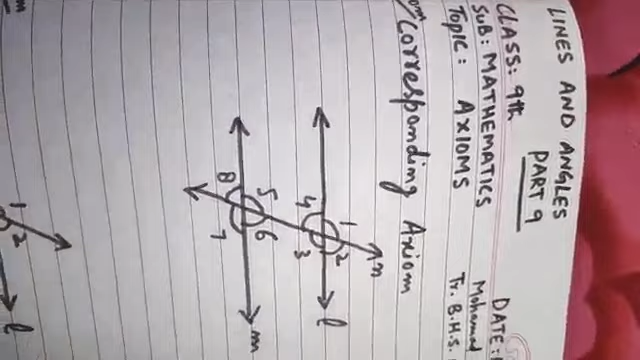 LINES AND ANGLES
PART 9
CLASS: 9th
DATE:
SUB: MATHEMATICS
Mohamad
TOPIC: AXIOMS
Tr. B.H.S.
Corresponding Axiom
n
1
2
4
3
l
5
6
8
7
m
1
2
l
m